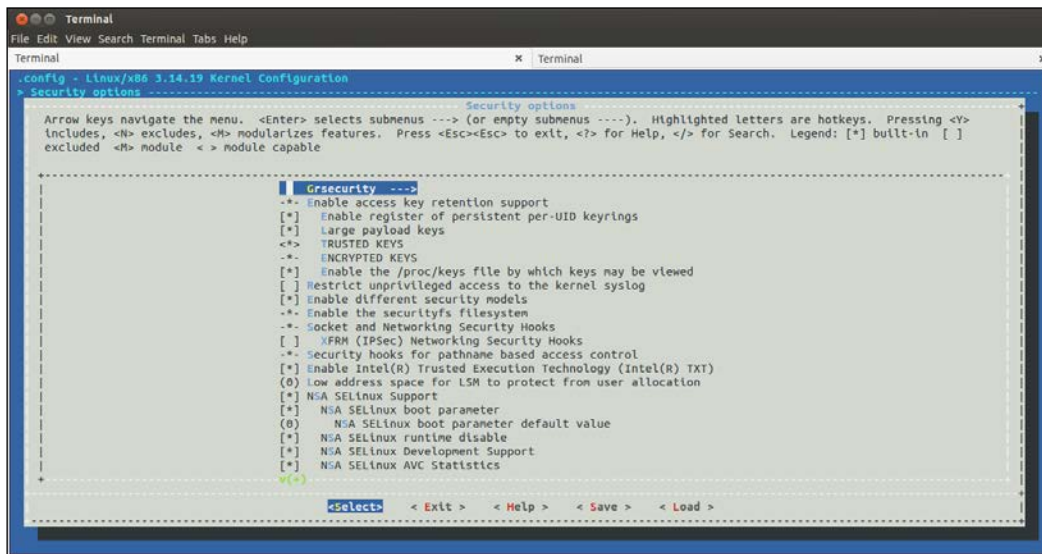 Terminal
File Edit View Search Terminal Tabs Help
Terminal × Terminal ×
.config - Linux/x86 3.14.19 Kernel Configuration
> Security options
Security options
Arrow keys navigate the menu. <Enter> selects submenus ---> (or empty submenus ----). Highlighted letters are hotkeys. Pressing <Y>
includes, <N> excludes, <M> modularizes features. Press <Esc><Esc> to exit, <?> for Help, </> for Search. Legend: [*] built-in [ ]
excluded <M> module < > module capable
Grsecurity --->
-*- Enable access key retention support
[*] Enable register of persistent per-UID keyrings
[*] Large payload keys
<*> TRUSTED KEYS
-*- ENCRYPTED KEYS
[*] Enable the /proc/keys file by which keys may be viewed
[ ] Restrict unprivileged access to the kernel syslog
[*] Enable different security models
-*- Enable the securityfs filesystem
-*- Socket and Networking Security Hooks
[ ] XFRM (IPSec) Networking Security Hooks
-*- Security hooks for pathname based access control
[*] Enable Intel(R) Trusted Execution Technology (Intel(R) TXT)
(0) Low address space for LSM to protect from user allocation
[*] NSA SELinux Support
[*] NSA SELinux boot parameter
(0) NSA SELinux boot parameter default value
[*] NSA SELinux runtime disable
[*] NSA SELinux Development Support
[*] NSA SELinux AVC Statistics
v(+)
<Select> < Exit > < Help > < Save > < Load >